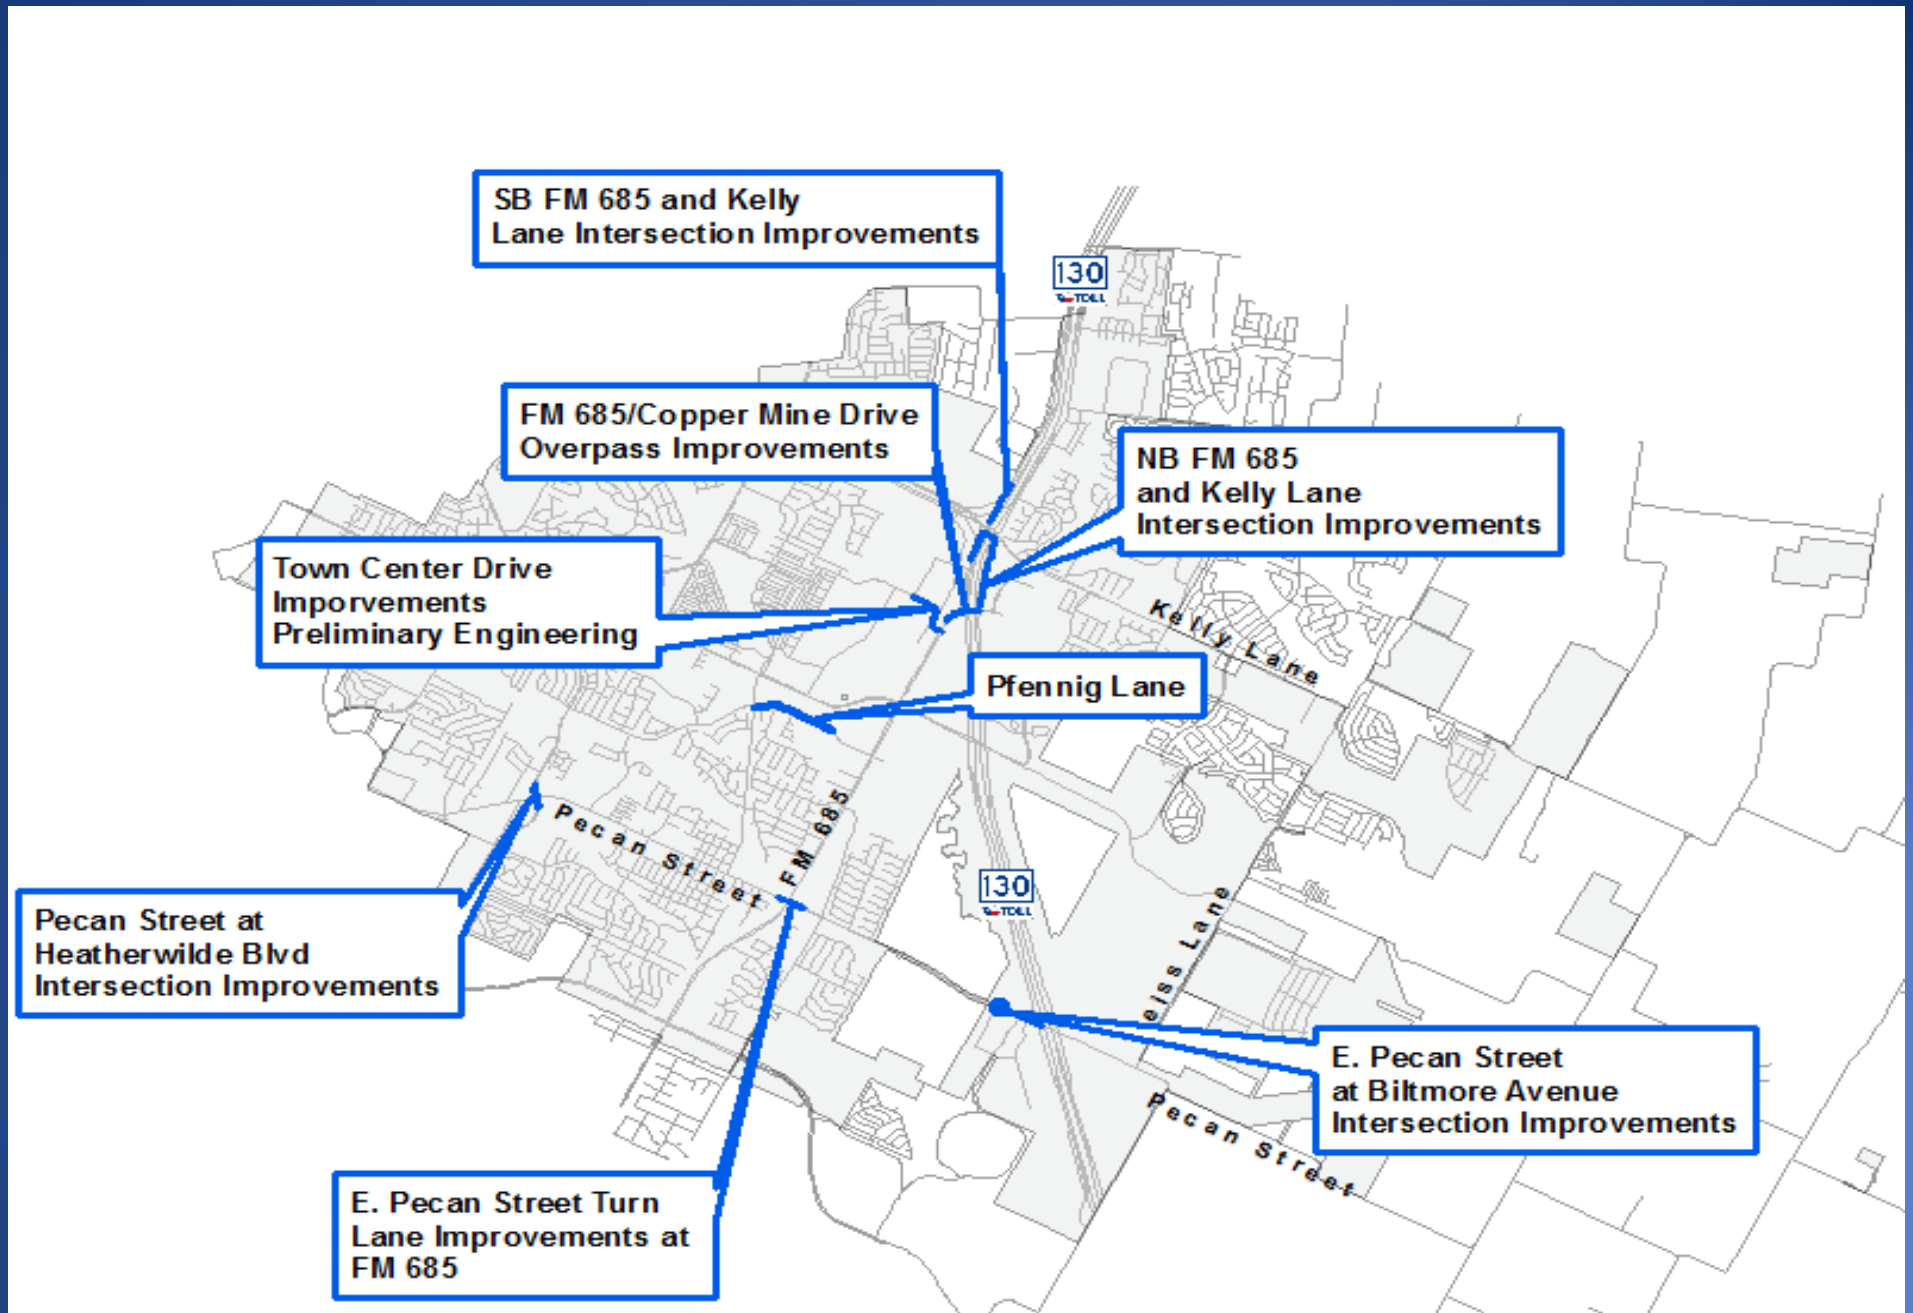 SB FM 685 and Kelly
Lane Intersection Improvements
130
TOLL
FM 685/Copper Mine Drive
Overpass Improvements
NB FM 685
and Kelly Lane
Intersection Improvements
Town Center Drive
Imporvements
Preliminary Engineering
Kelly Lane
Pfennig Lane
FM 685
Pecan Street
130
TOLL
Pecan Street at
Heatherwilde Blvd
Intersection Improvements
eiss Lane
E. Pecan Street
at Biltmore Avenue
Intersection Improvements
Pecan Street
E. Pecan Street Turn
Lane Improvements at
FM 685